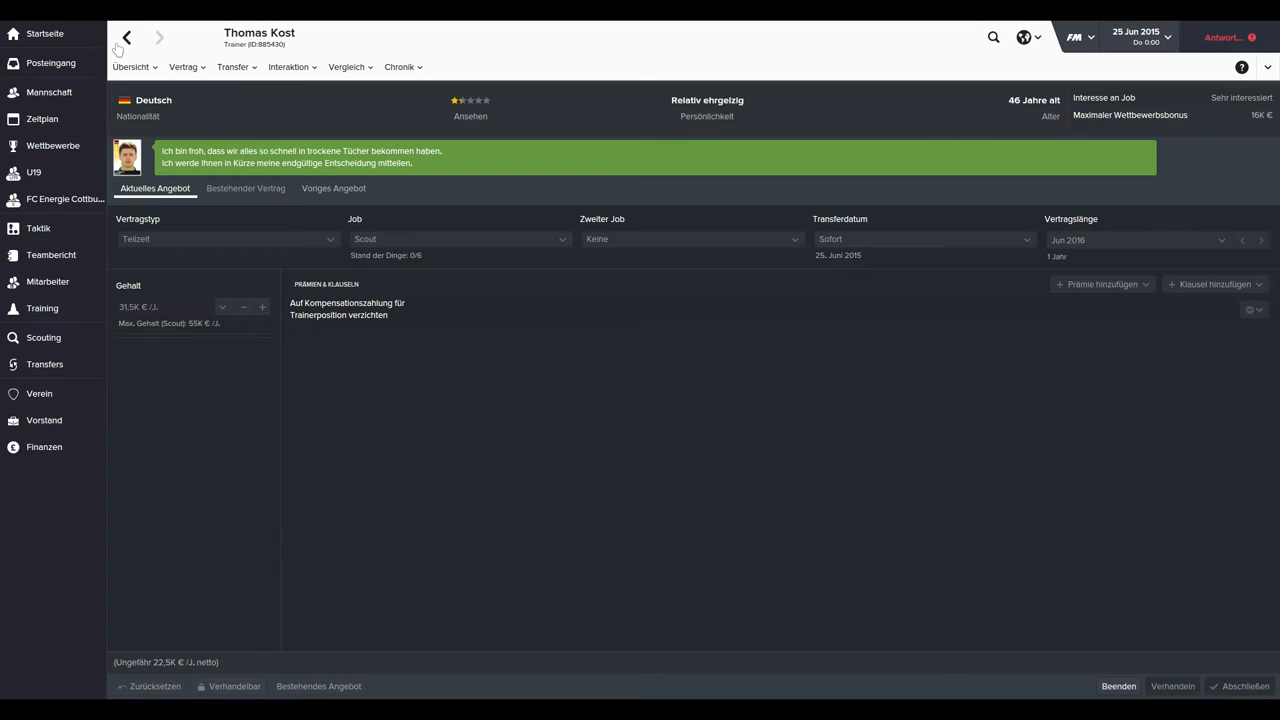 Startseite
Posteingang
Mannschaft
Zeitplan
Wettbewerbe
U19
FC Energie Cottbu...
Taktik
Teambericht
Mitarbeiter
Training
Scouting
Transfers
Verein
Vorstand
Finanzen
Thomas Kost
Trainer (ID:885430)
FM
25 Jun 2015
Do 0:00
Antwort...
Übersicht
Vertrag
Transfer
Interaktion
Vergleich
Chronik
Deutsch
Nationalität
Ansehen
Relativ ehrgeizig
Persönlichkeit
46 Jahre alt
Alter
Interesse an Job Sehr interessiert
Maximaler Wettbewerbsbonus 16K €
Ich bin froh, dass wir alles so schnell in trockene Tücher bekommen haben.
Ich werde Ihnen in Kürze meine endgültige Entscheidung mitteilen.
Aktuelles Angebot
Bestehender Vertrag
Voriges Angebot
Vertragstyp
Teilzeit
Job
Scout
Stand der Dinge: 0/6
Zweiter Job
Keine
Transferdatum
Sofort
25. Juni 2015
Vertragslänge
Jun 2016
1 Jahr
Gehalt
31,5K € /J.
Max. Gehalt (Scout): 55K € /J.
PRÄMIEN & KLAUSELN
+ Prämie hinzufügen
+ Klausel hinzufügen
Auf Kompensationszahlung für
Trainerposition verzichten
(Ungefähr 22,5K € /J. netto)
Zurücksetzen
Verhandelbar
Bestehendes Angebot
Beenden
Verhandeln
Abschließen